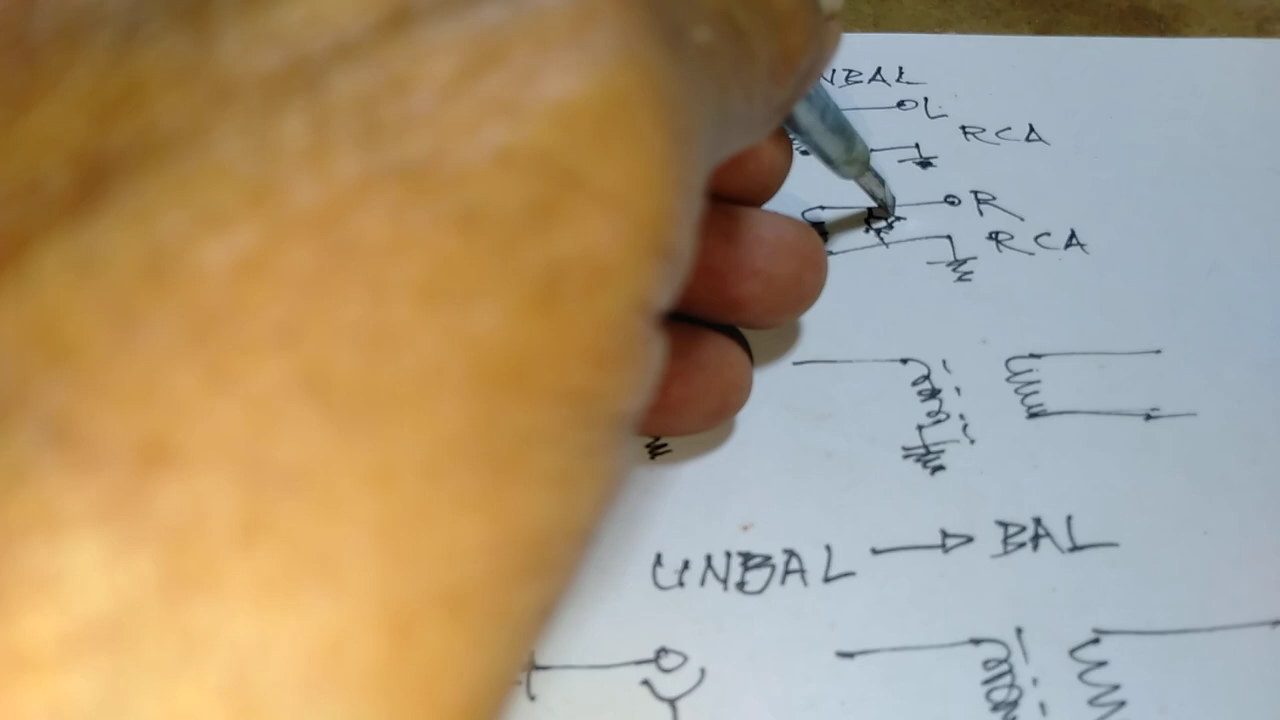 NBAL
L
RCA
R
RCA
UNBAL → BAL